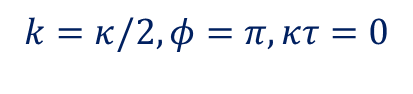 k = κ/2, ϕ = π, κτ = 0